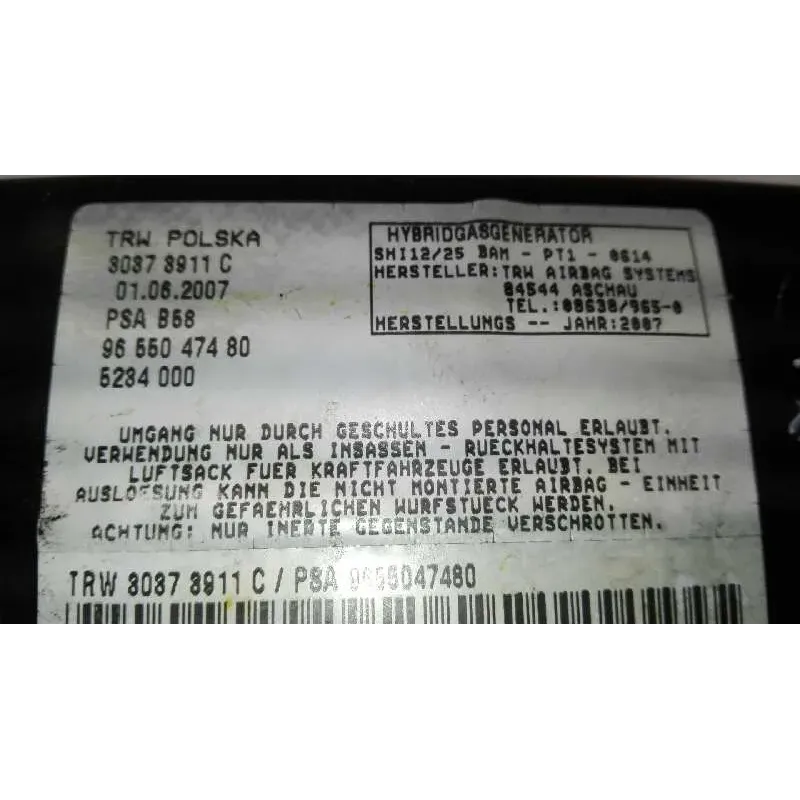 TRW POLSKA
3037 3911 C
01.06.2007
PSA B58
96 550 474 80
5234 000
HYBRIDGASGENERATOR
SHI12/25 BAM - PT1 - 0614
HERSTELLER:TRW AIRBAG SYSTEMS
84544 ASCHAU
TEL.:08638/965-0
HERSTELLUNGS -- JAHR:2007
UMGANG NUR DURCH GESCHULTES PERSONAL ERLAUBT.
VERWENDUNG NUR ALS INSASSEN - RUECKHALTESYSTEM MIT
LUFTSACK FUER KRAFTFAHRZEUGE ERLAUBT. BEI
AUSLOESUNG KANN DIE NICHT MONTIERTE AIRBAG - EINHEIT
ZUM GEFAEHRLICHEN WURFSTUECK WERDEN.
ACHTUNG: NUR INERTE GEGENSTANDE VERSCHROTTEN.
TRW 3037 3911 C / PSA 9655047480